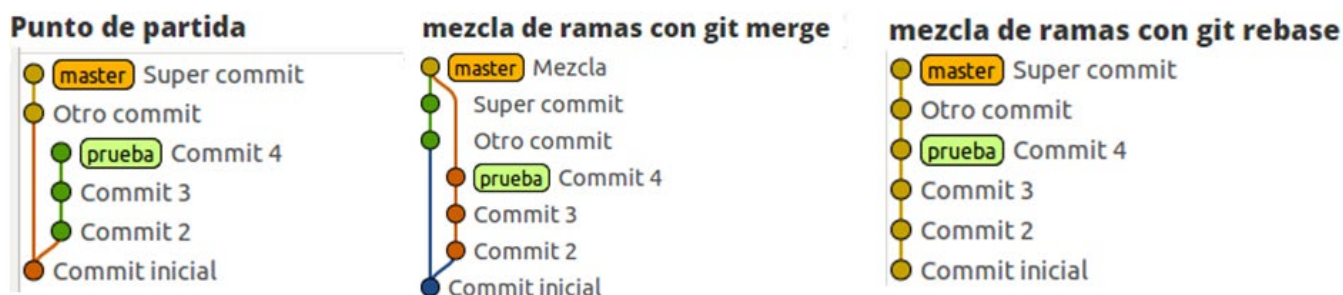 Punto de partida
master Super commit
Otro commit
prueba Commit 4
Commit 3
Commit 2
Commit inicial
mezcla de ramas con git merge
master Mezcla
Super commit
Otro commit
prueba Commit 4
Commit 3
Commit 2
Commit inicial
mezcla de ramas con git rebase
master Super commit
Otro commit
prueba Commit 4
Commit 3
Commit 2
Commit inicial